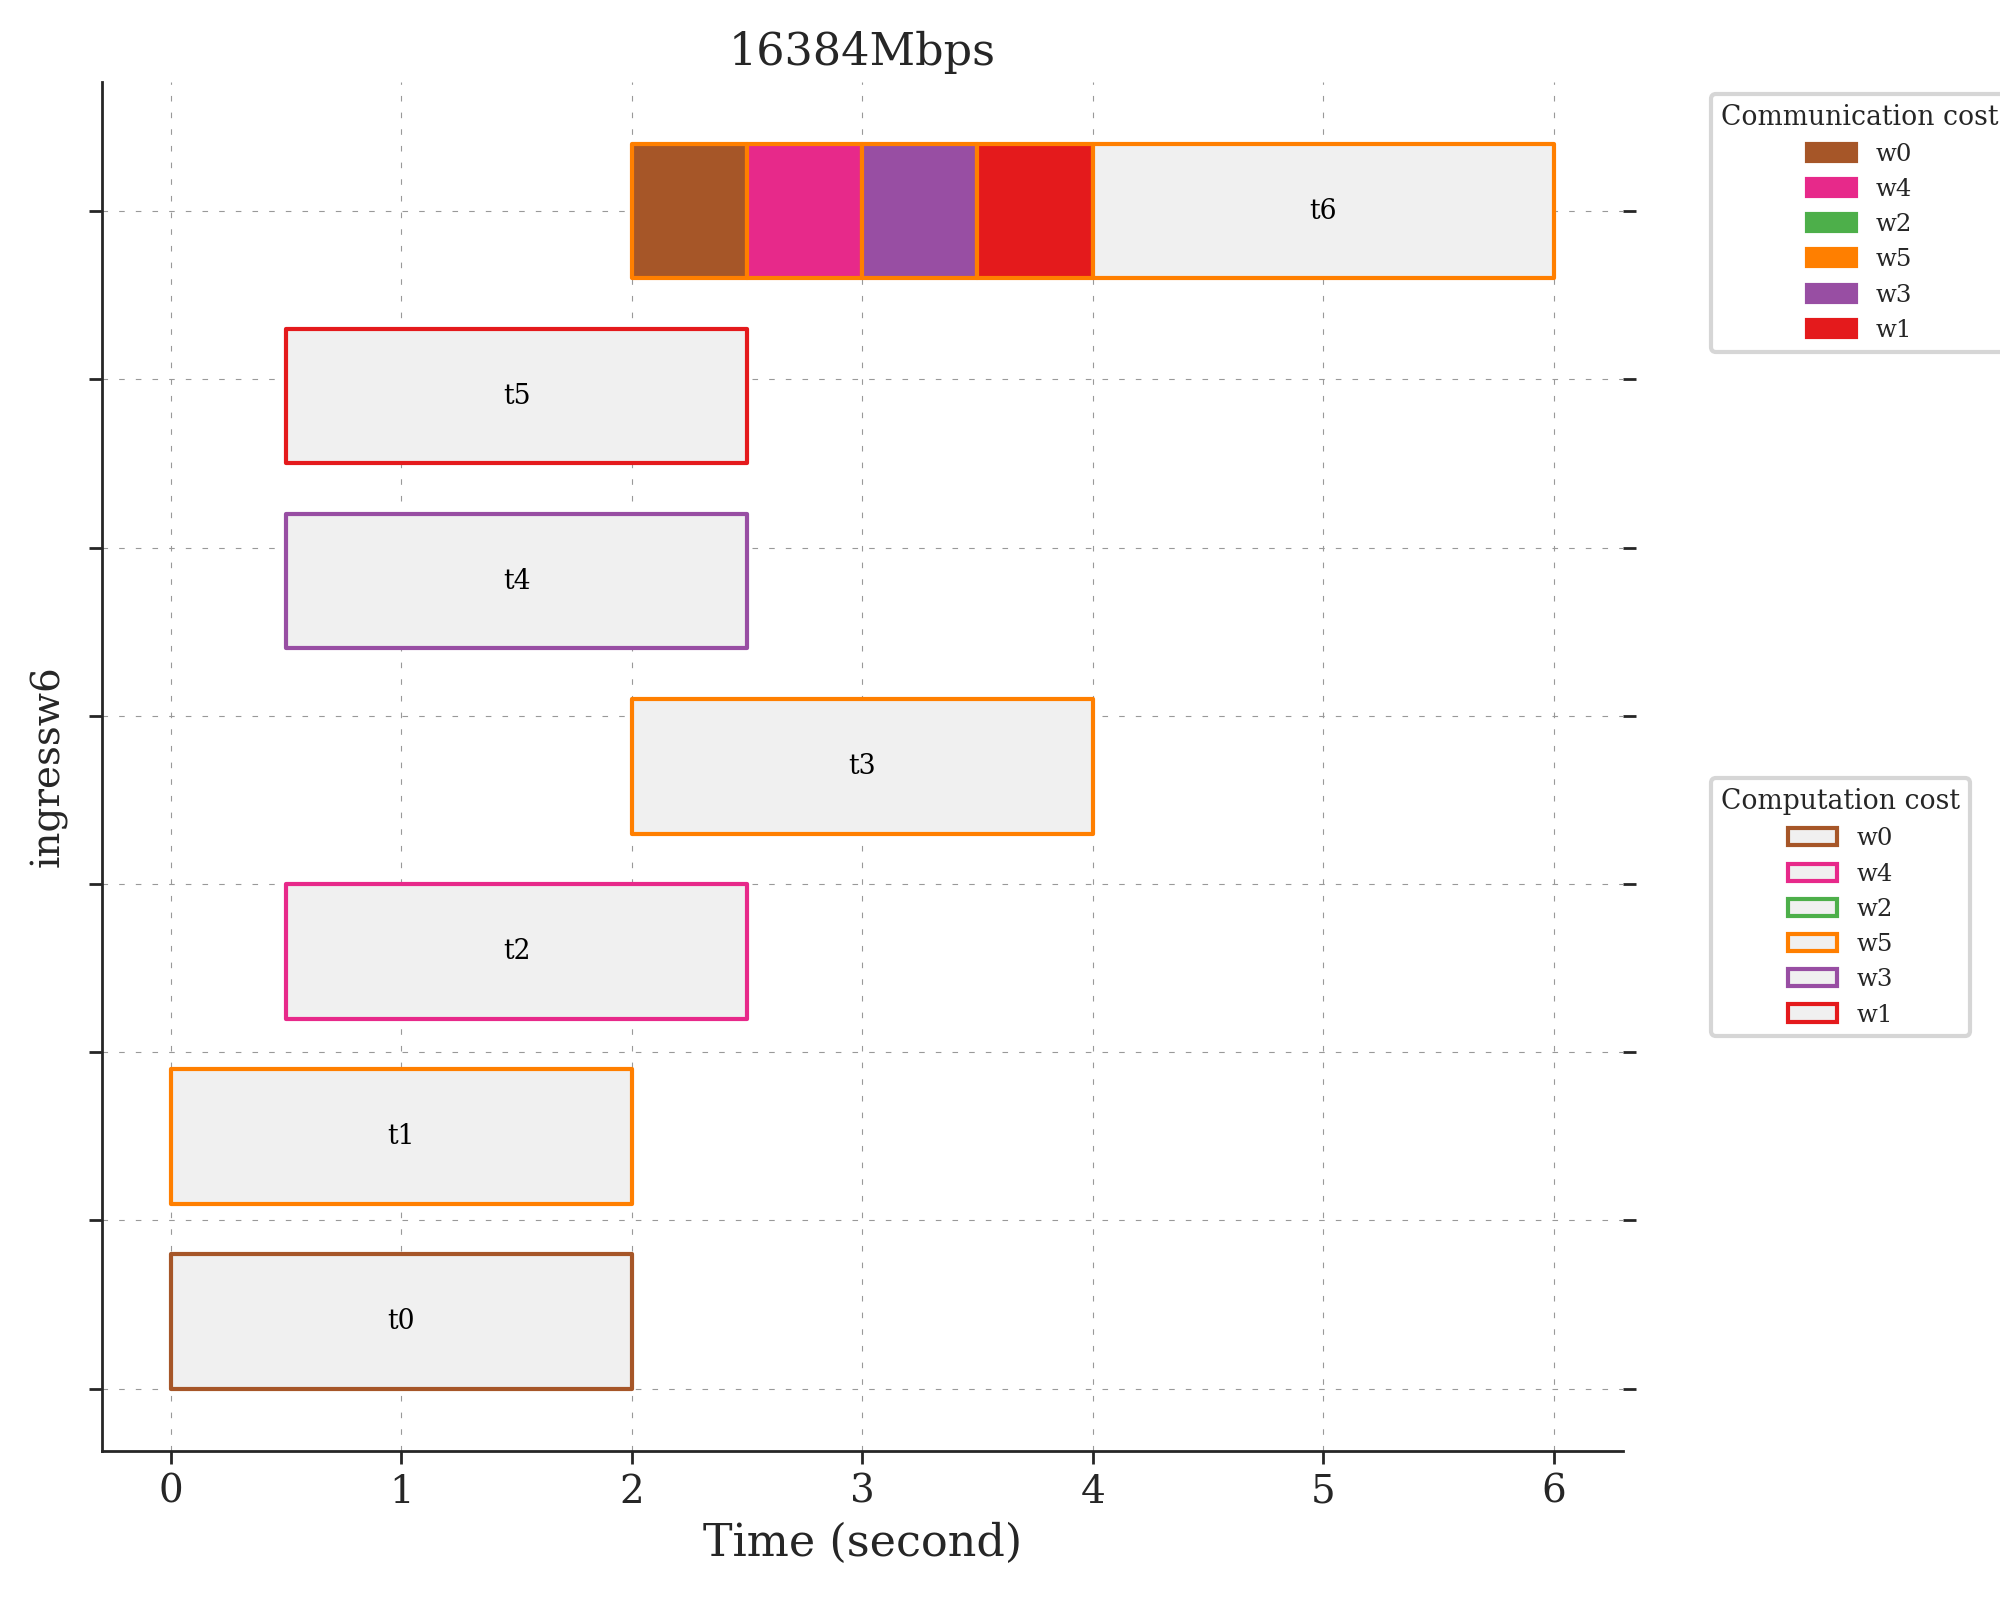 16384Mbps
ingressw6
t6
t5
t4
t3
t2
t1
t0
0 1 2 3 4 5 6
Time (second)
Communication cost
w0
w4
w2
w5
w3
w1
Computation cost
w0
w4
w2
w5
w3
w1